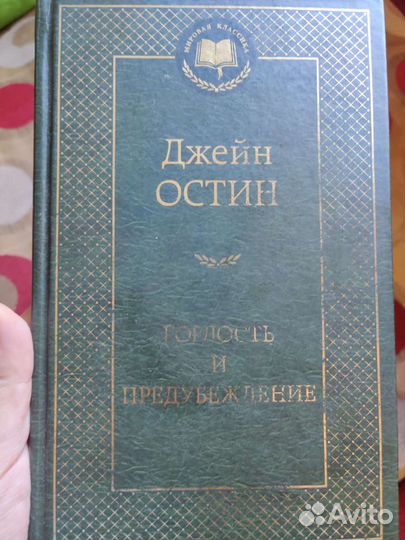 МИРОВАЯ КЛАССИКА
Джейн
ОСТИН
ГОРДОСТЬ
И
ПРЕДУБЕЖДЕНИЕ
Avito